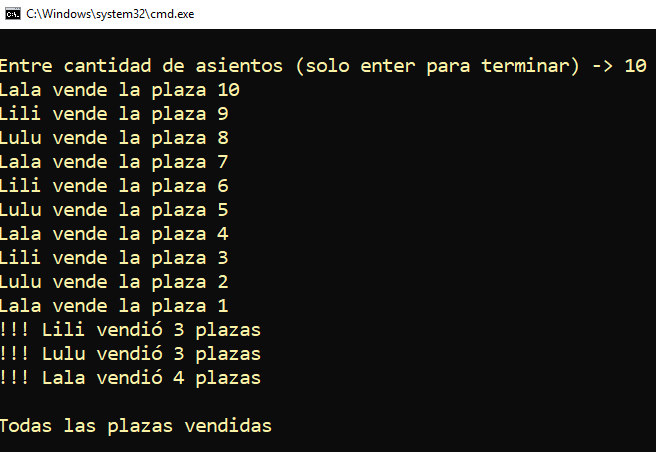 C:\Windows\system32\cmd.exe
Entre cantidad de asientos (solo enter para terminar) -> 10
Lala vende la plaza 10
Lili vende la plaza 9
Lulu vende la plaza 8
Lala vende la plaza 7
Lili vende la plaza 6
Lulu vende la plaza 5
Lala vende la plaza 4
Lili vende la plaza 3
Lulu vende la plaza 2
Lala vende la plaza 1
!!! Lili vendió 3 plazas
!!! Lulu vendió 3 plazas
!!! Lala vendió 4 plazas
Todas las plazas vendidas